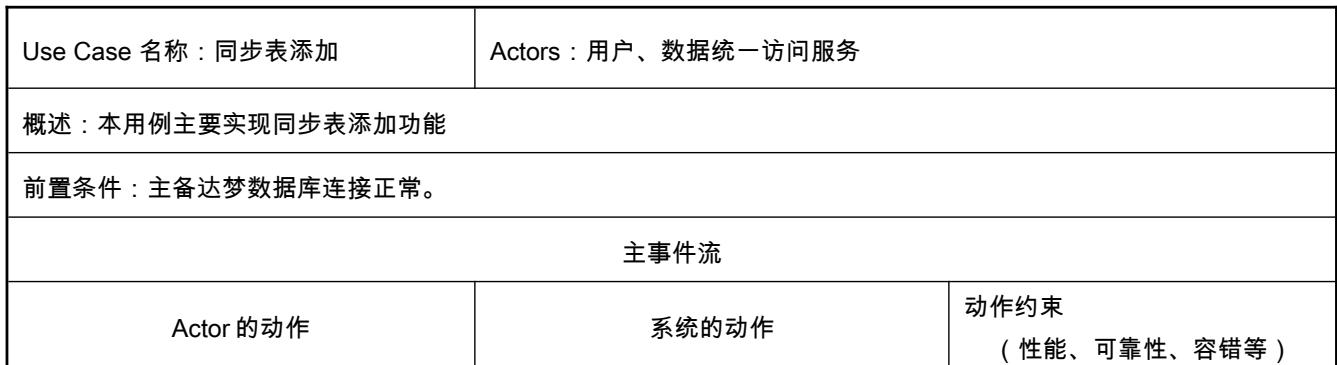 Use Case 名称：同步表添加
Actors：用户、数据统一访问服务
概述：本用例主要实现同步表添加功能
前置条件：主备达梦数据库连接正常。
主事件流
Actor 的动作
系统的动作
动作约束
（性能、可靠性、容错等）